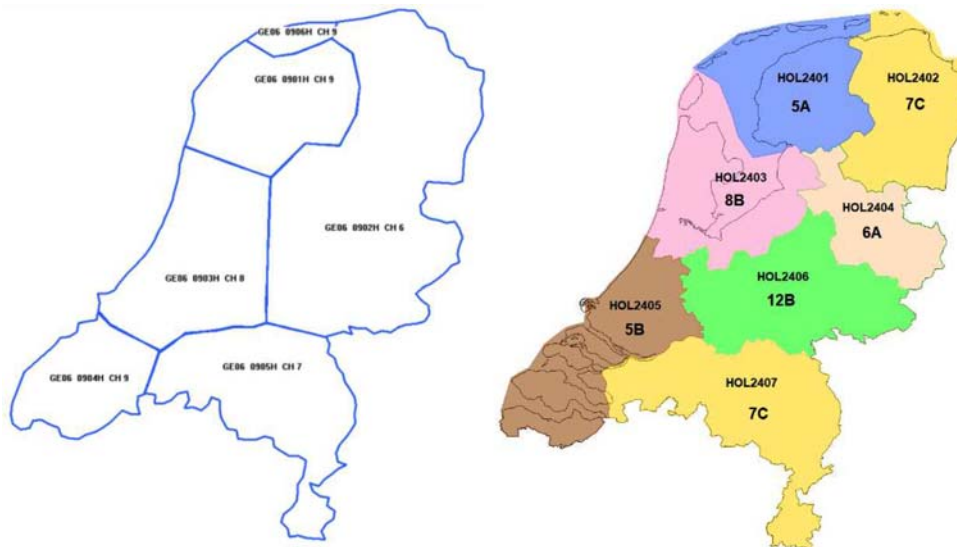 GE06 0906H CH 9
GE06 0901H CH 9
GE06 0902H CH 6
GE06 0903H CH 8
GE06 0904H CH 9
GE06 0905H CH 7
HOL2401
5A
HOL2402
7C
HOL2403
8B
HOL2404
6A
HOL2406
12B
HOL2405
5B
HOL2407
7C